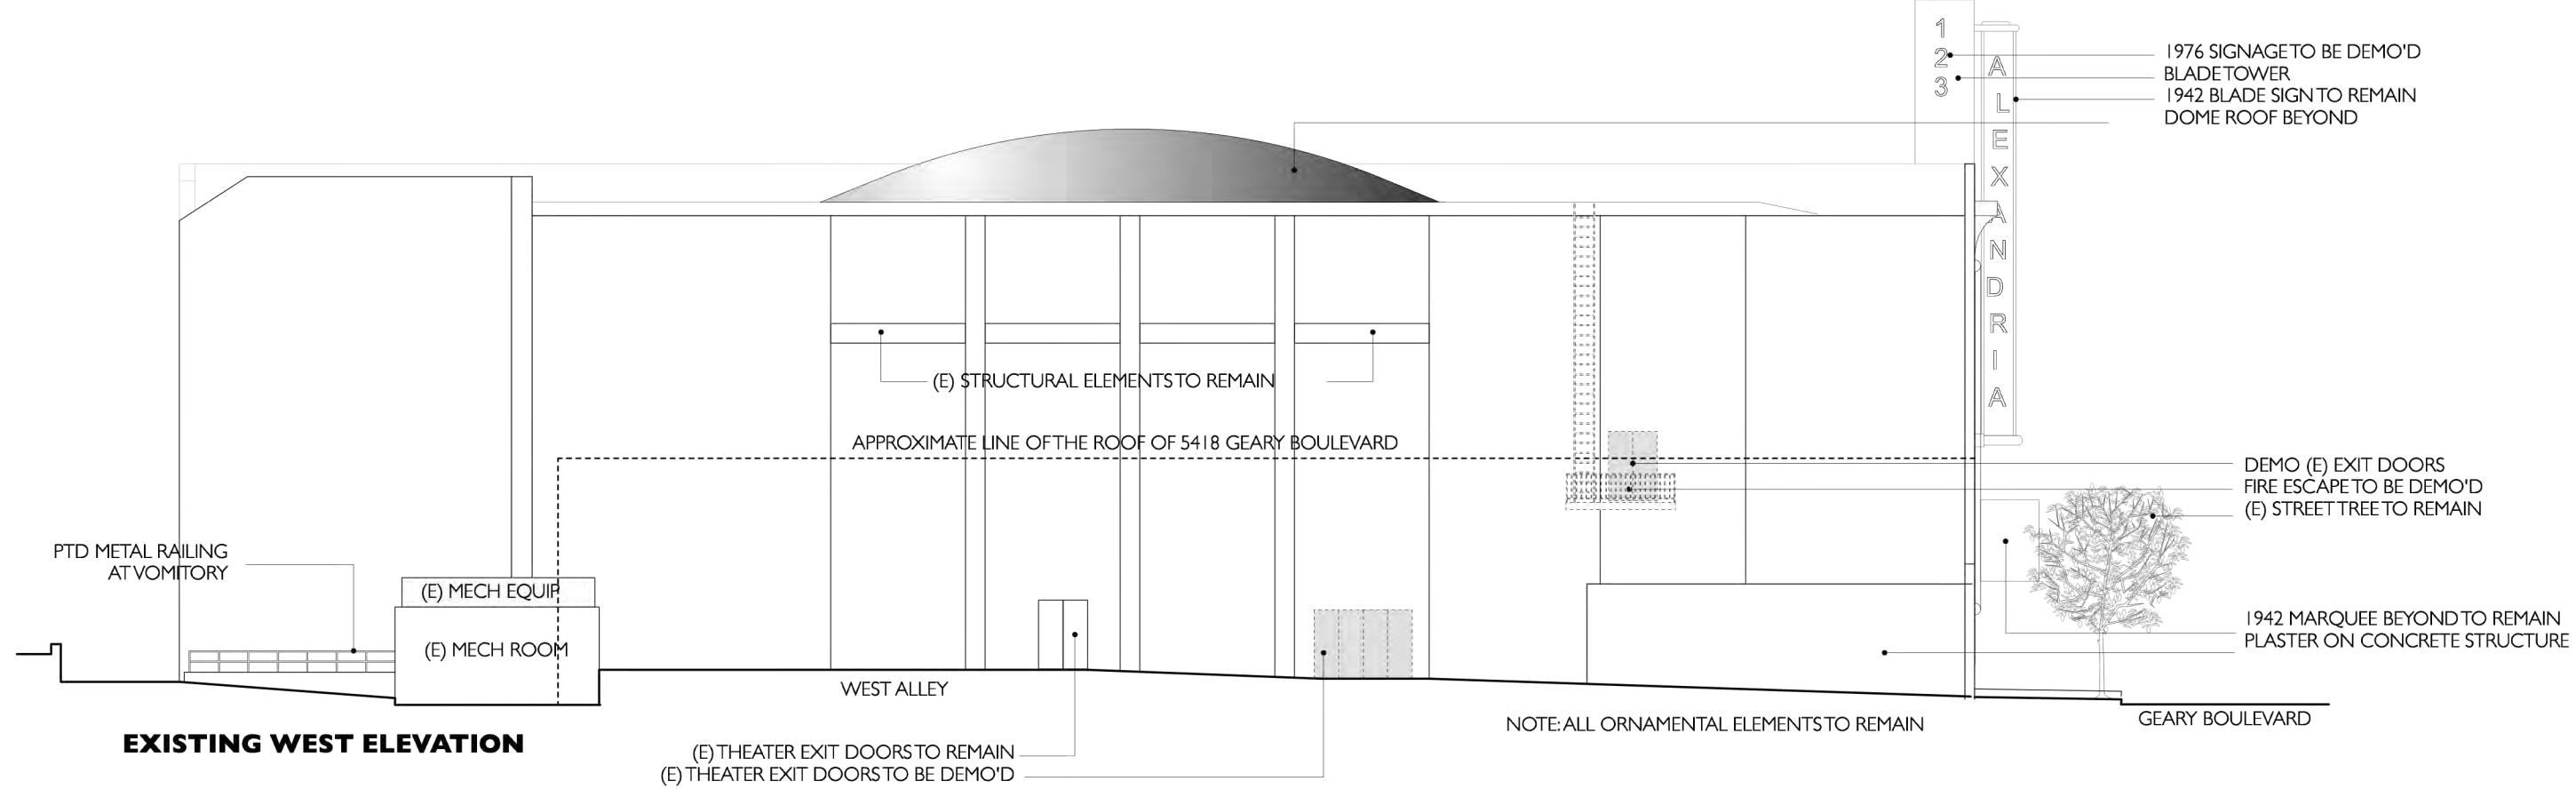 1
2
3
ALEXANDRIA
1976 SIGNAGE TO BE DEMO'D
BLADE TOWER
1942 BLADE SIGN TO REMAIN
DOME ROOF BEYOND
(E) STRUCTURAL ELEMENTS TO REMAIN
APPROXIMATE LINE OF THE ROOF OF 5418 GEARY BOULEVARD
DEMO (E) EXIT DOORS
FIRE ESCAPE TO BE DEMO'D
(E) STREET TREE TO REMAIN
PTD METAL RAILING
AT VOMITORY
(E) MECH EQUIP
(E) MECH ROOM
1942 MARQUEE BEYOND TO REMAIN
PLASTER ON CONCRETE STRUCTURE
WEST ALLEY
GEARY BOULEVARD
NOTE: ALL ORNAMENTAL ELEMENTS TO REMAIN
EXISTING WEST ELEVATION
(E) THEATER EXIT DOORS TO REMAIN
(E) THEATER EXIT DOORS TO BE DEMO'D